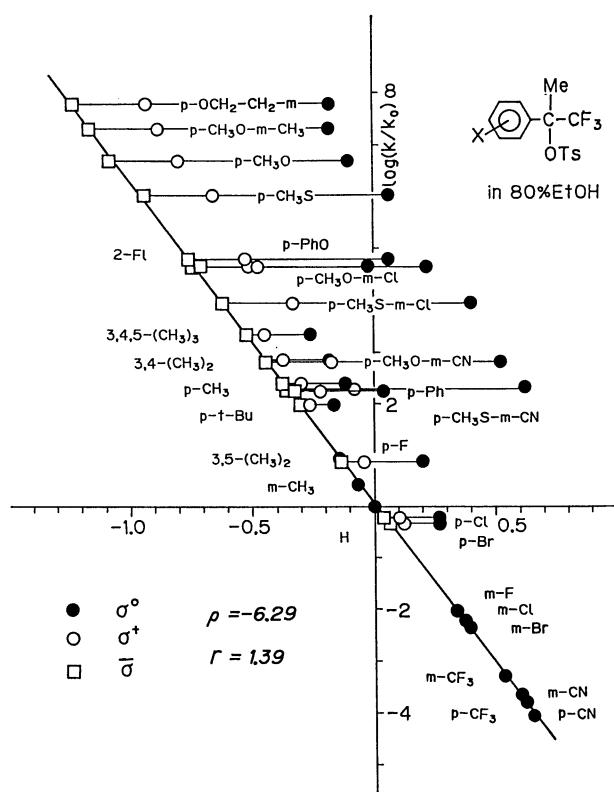 8
log(K/K₀)
p-OCH₂-CH₂-m
p-CH₃O-m-CH₃
p-CH₃O
p-CH₃S
Me
X
C-CF₃
OTs
in 80%EtOH
2-Fl
p-PhO
p-CH₃O-m-Cl
p-CH₃S-m-Cl
3,4,5-(CH₃)₃
3,4-(CH₃)₂
p-CH₃O-m-CN
p-CH₃
p-Ph
p-t-Bu
2
p-CH₃S-m-CN
3,5-(CH₃)₂
p-F
m-CH₃
-1.0
-0.5
H
p-Cl
0.5
p-Br
σ°
ρ=-6.29
σ⁺
r=1.39
σ̄
-2
m-F
m-Cl
m-Br
m-CF₃
m-CN
p-CF₃
-4
p-CN